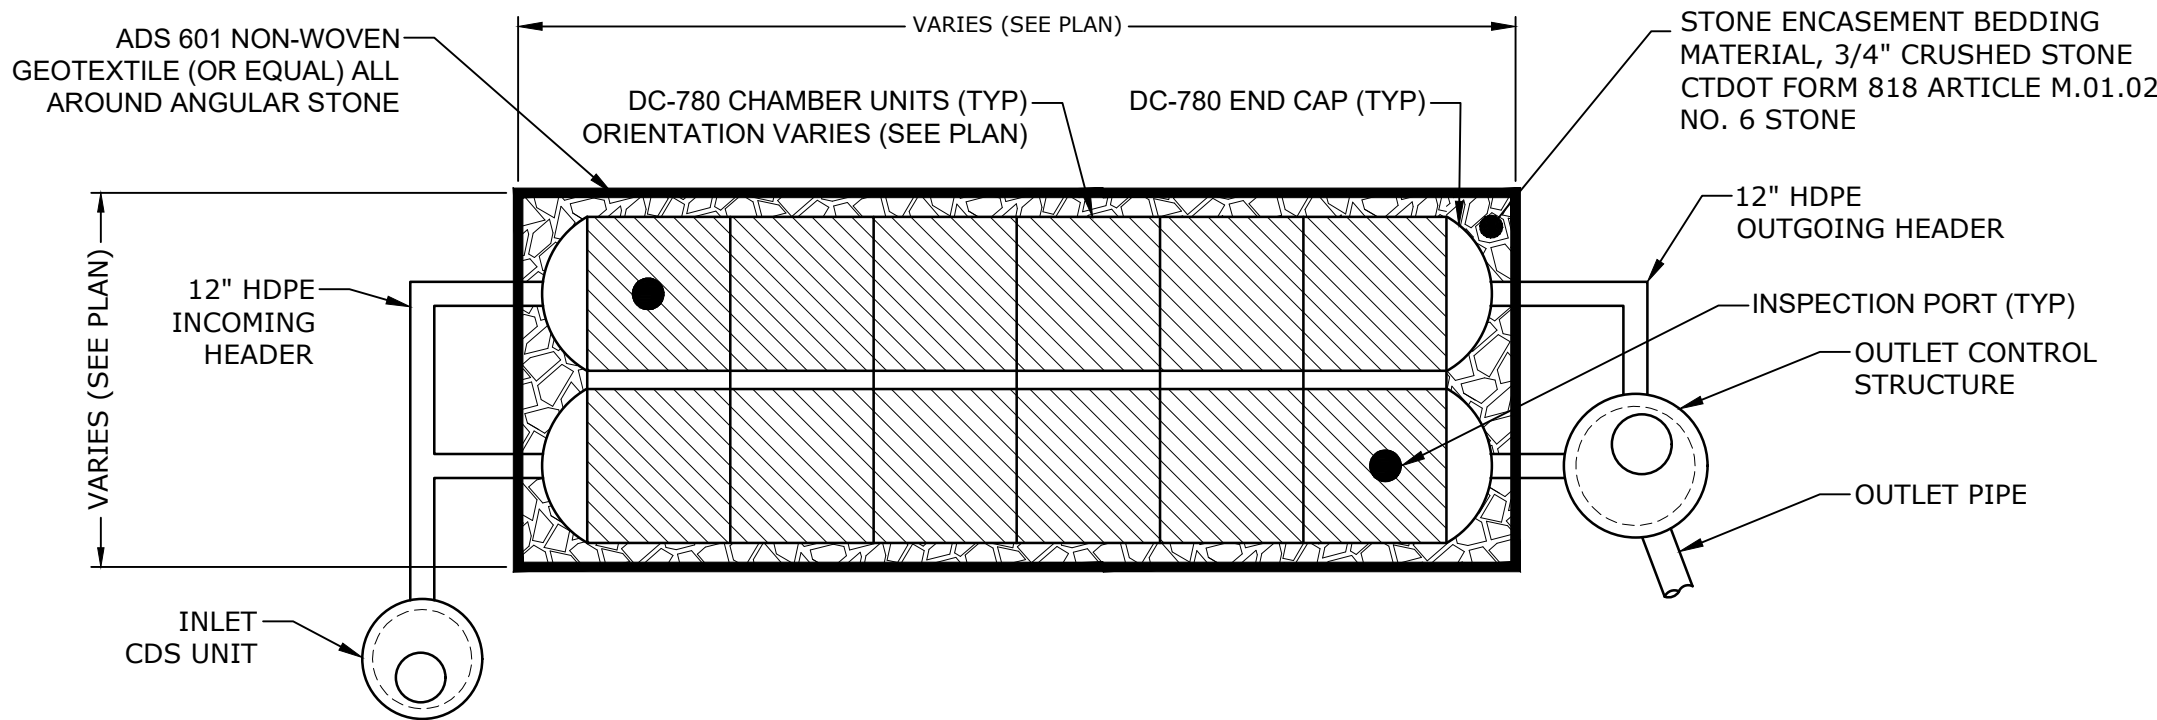 VARIES (SEE PLAN)
ADS 601 NON-WOVEN
GEOTEXTILE (OR EQUAL) ALL
AROUND ANGULAR STONE
DC-780 CHAMBER UNITS (TYP)
ORIENTATION VARIES (SEE PLAN)
DC-780 END CAP (TYP)
STONE ENCASEMENT BEDDING
MATERIAL, 3/4" CRUSHED STONE
CTDOT FORM 818 ARTICLE M.01.02
NO. 6 STONE
VARIES (SEE PLAN)
12" HDPE
INCOMING
HEADER
12" HDPE
OUTGOING HEADER
INSPECTION PORT (TYP)
OUTLET CONTROL
STRUCTURE
OUTLET PIPE
INLET
CDS UNIT